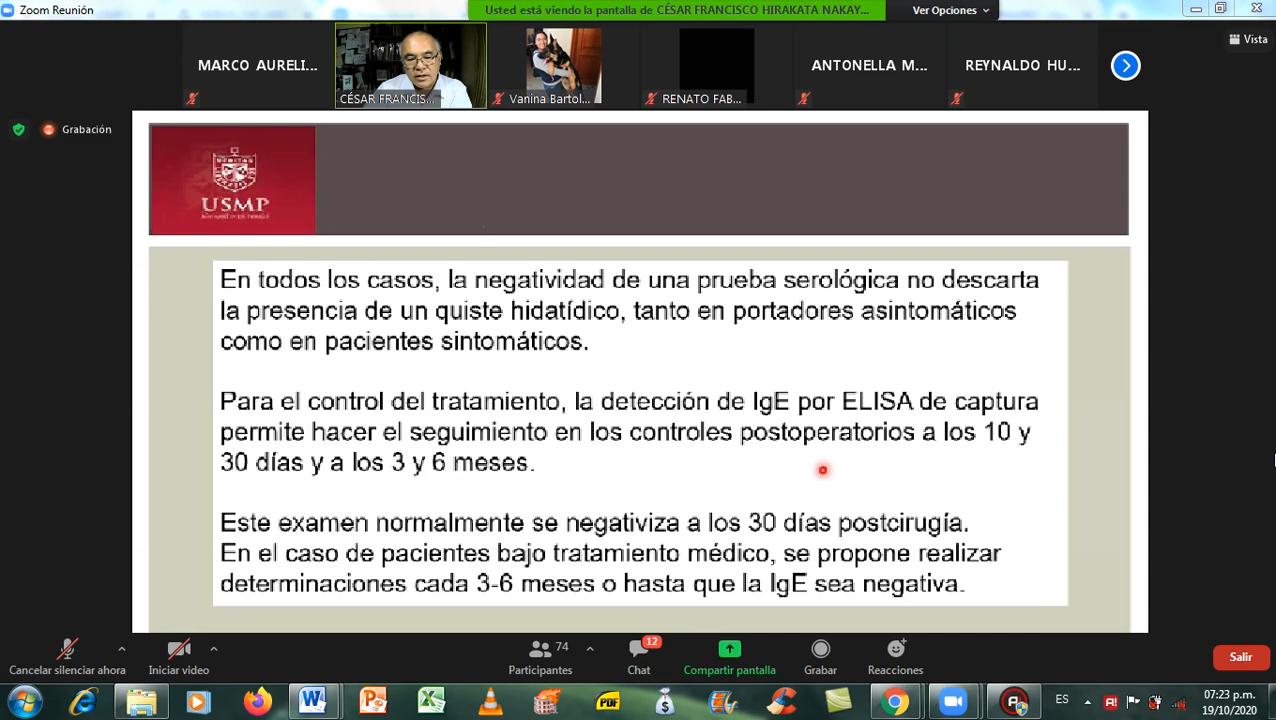 Zoom Reunión
Usted está viendo la pantalla de CÉSAR FRANCISCO HIRAKATA NAKAY...
Ver Opciones
Vista
MARCO AURELI...
CÉSAR FRANCIS...
Vanina Bartol...
RENATO FAB...
ANTONELLA M...
REYNALDO HU...
Grabación
USMP
En todos los casos, la negatividad de una prueba serológica no descarta
la presencia de un quiste hidatídico, tanto en portadores asintomáticos
como en pacientes sintomáticos.
Para el control del tratamiento, la detección de IgE por ELISA de captura
permite hacer el seguimiento en los controles postoperatorios a los 10 y
30 días y a los 3 y 6 meses.
Este examen normalmente se negativiza a los 30 días postcirugía.
En el caso de pacientes bajo tratamiento médico, se propone realizar
determinaciones cada 3-6 meses o hasta que la IgE sea negativa.
74
12
Cancelar silenciar ahora
Iniciar video
Participantes
Chat
Compartir pantalla
Grabar
Reacciones
Salir
PDF
ES
07:23 p.m.
19/10/2020